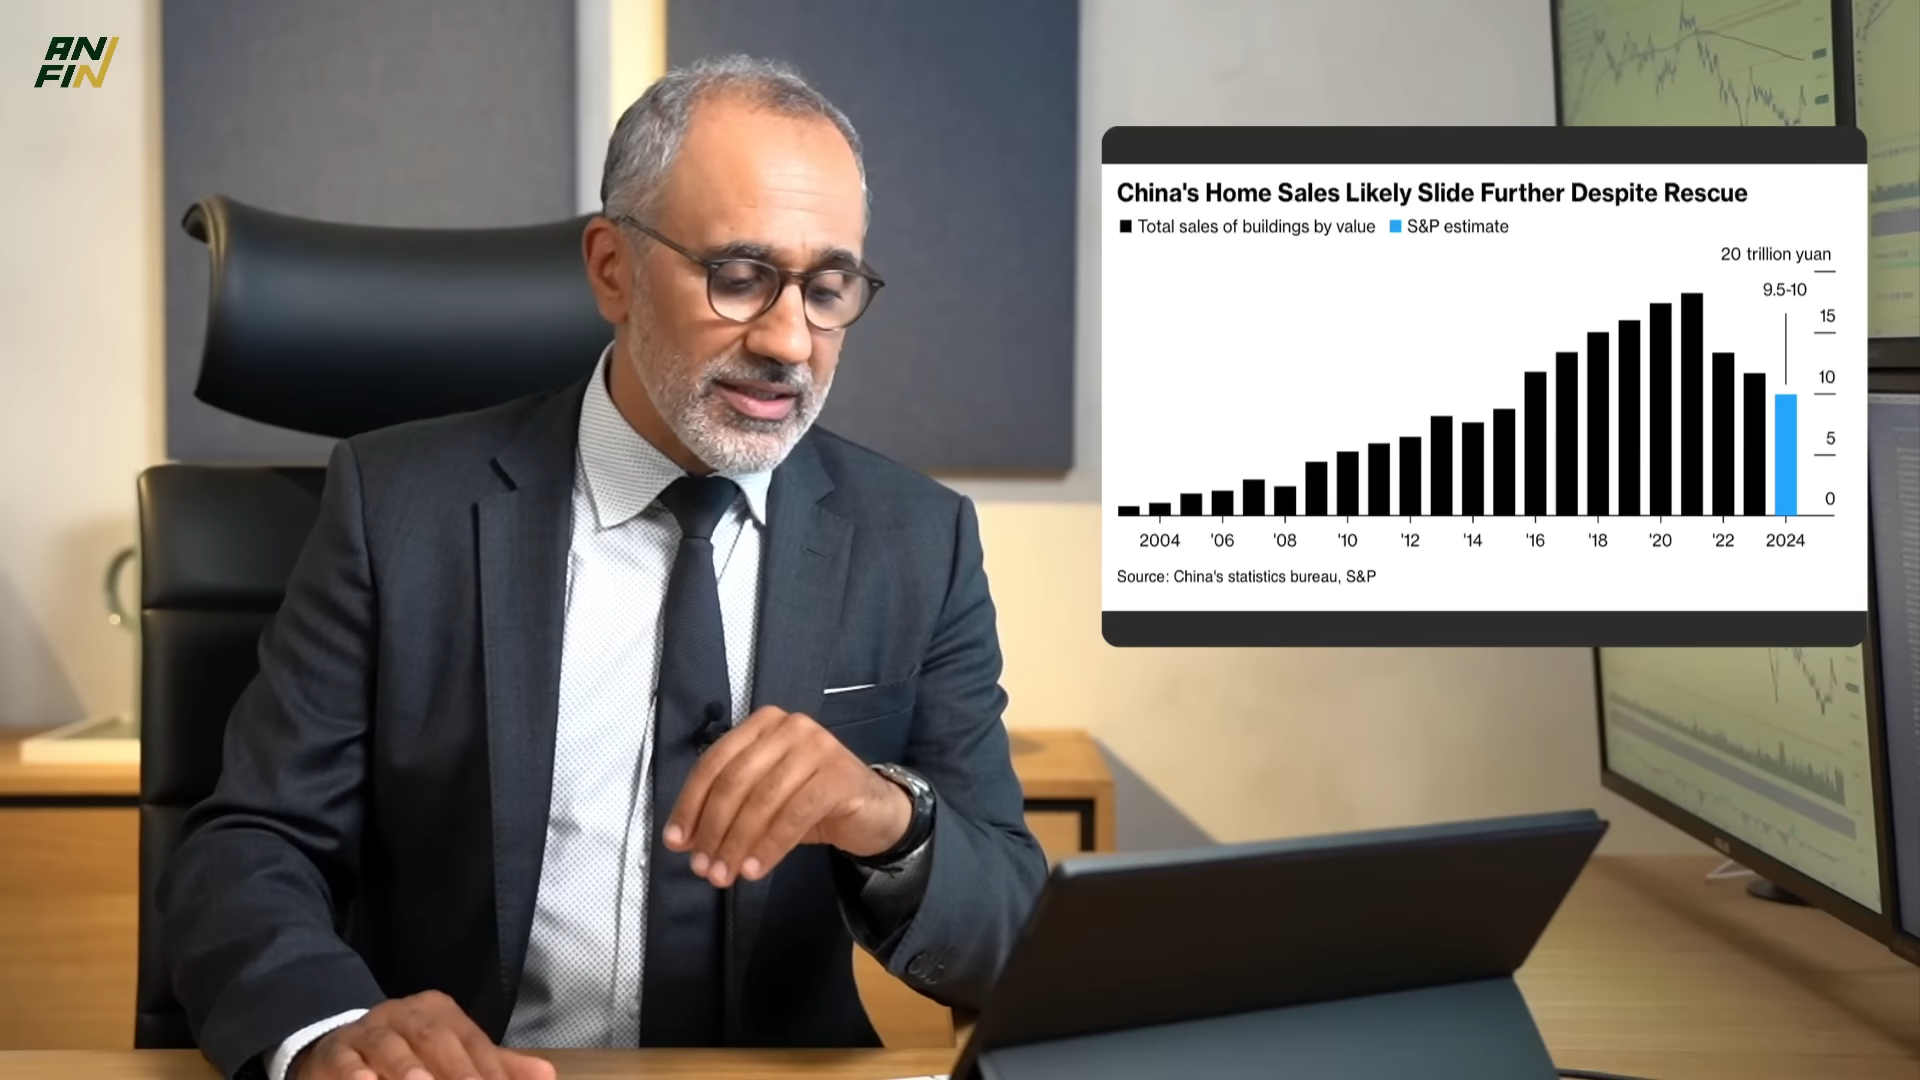 AN
FIN
China's Home Sales Likely Slide Further Despite Rescue
Total sales of buildings by value S&P estimate
20 trillion yuan
9.5-10
15
10
5
0
2004 '06 '08 '10 '12 '14 '16 '18 '20 '22 2024
Source: China's statistics bureau, S&P